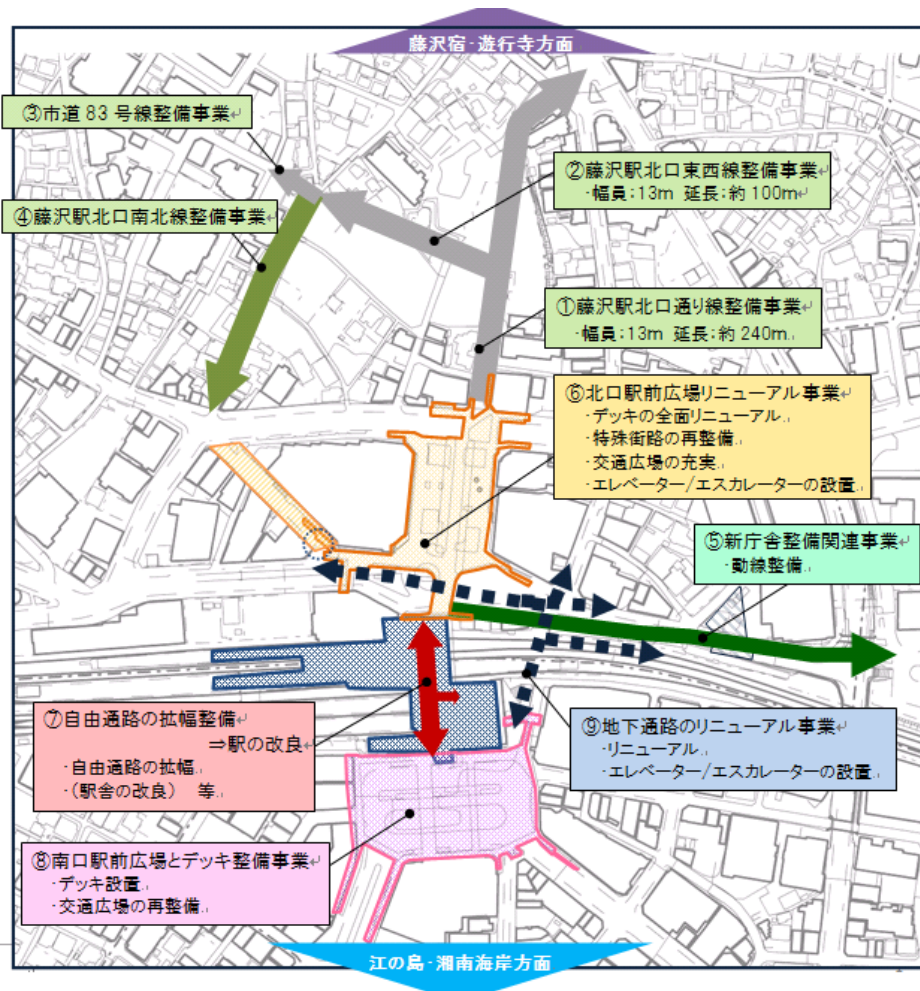 藤沢宿・遊行寺方面
③市道83号線整備事業
②藤沢駅北口東西線整備事業
・幅員：13m 延長：約100m
④藤沢駅北口南北線整備事業
①藤沢駅北口通り線整備事業
・幅員：13m 延長：約240m
⑥北口駅前広場リニューアル事業
・デッキの全面リニューアル
・特殊街路の再整備
・交通広場の充実
・エレベーター/エスカレーターの設置
⑤新庁舎整備関連事業
・動線整備
⑦自由通路の拡幅整備
⇒駅の改良
・自由通路の拡幅
・（駅舎の改良） 等
⑨地下通路のリニューアル事業
・リニューアル
・エレベーター/エスカレーターの設置
⑧南口駅前広場とデッキ整備事業
・デッキ設置
・交通広場の再整備
江の島・湘南海岸方面